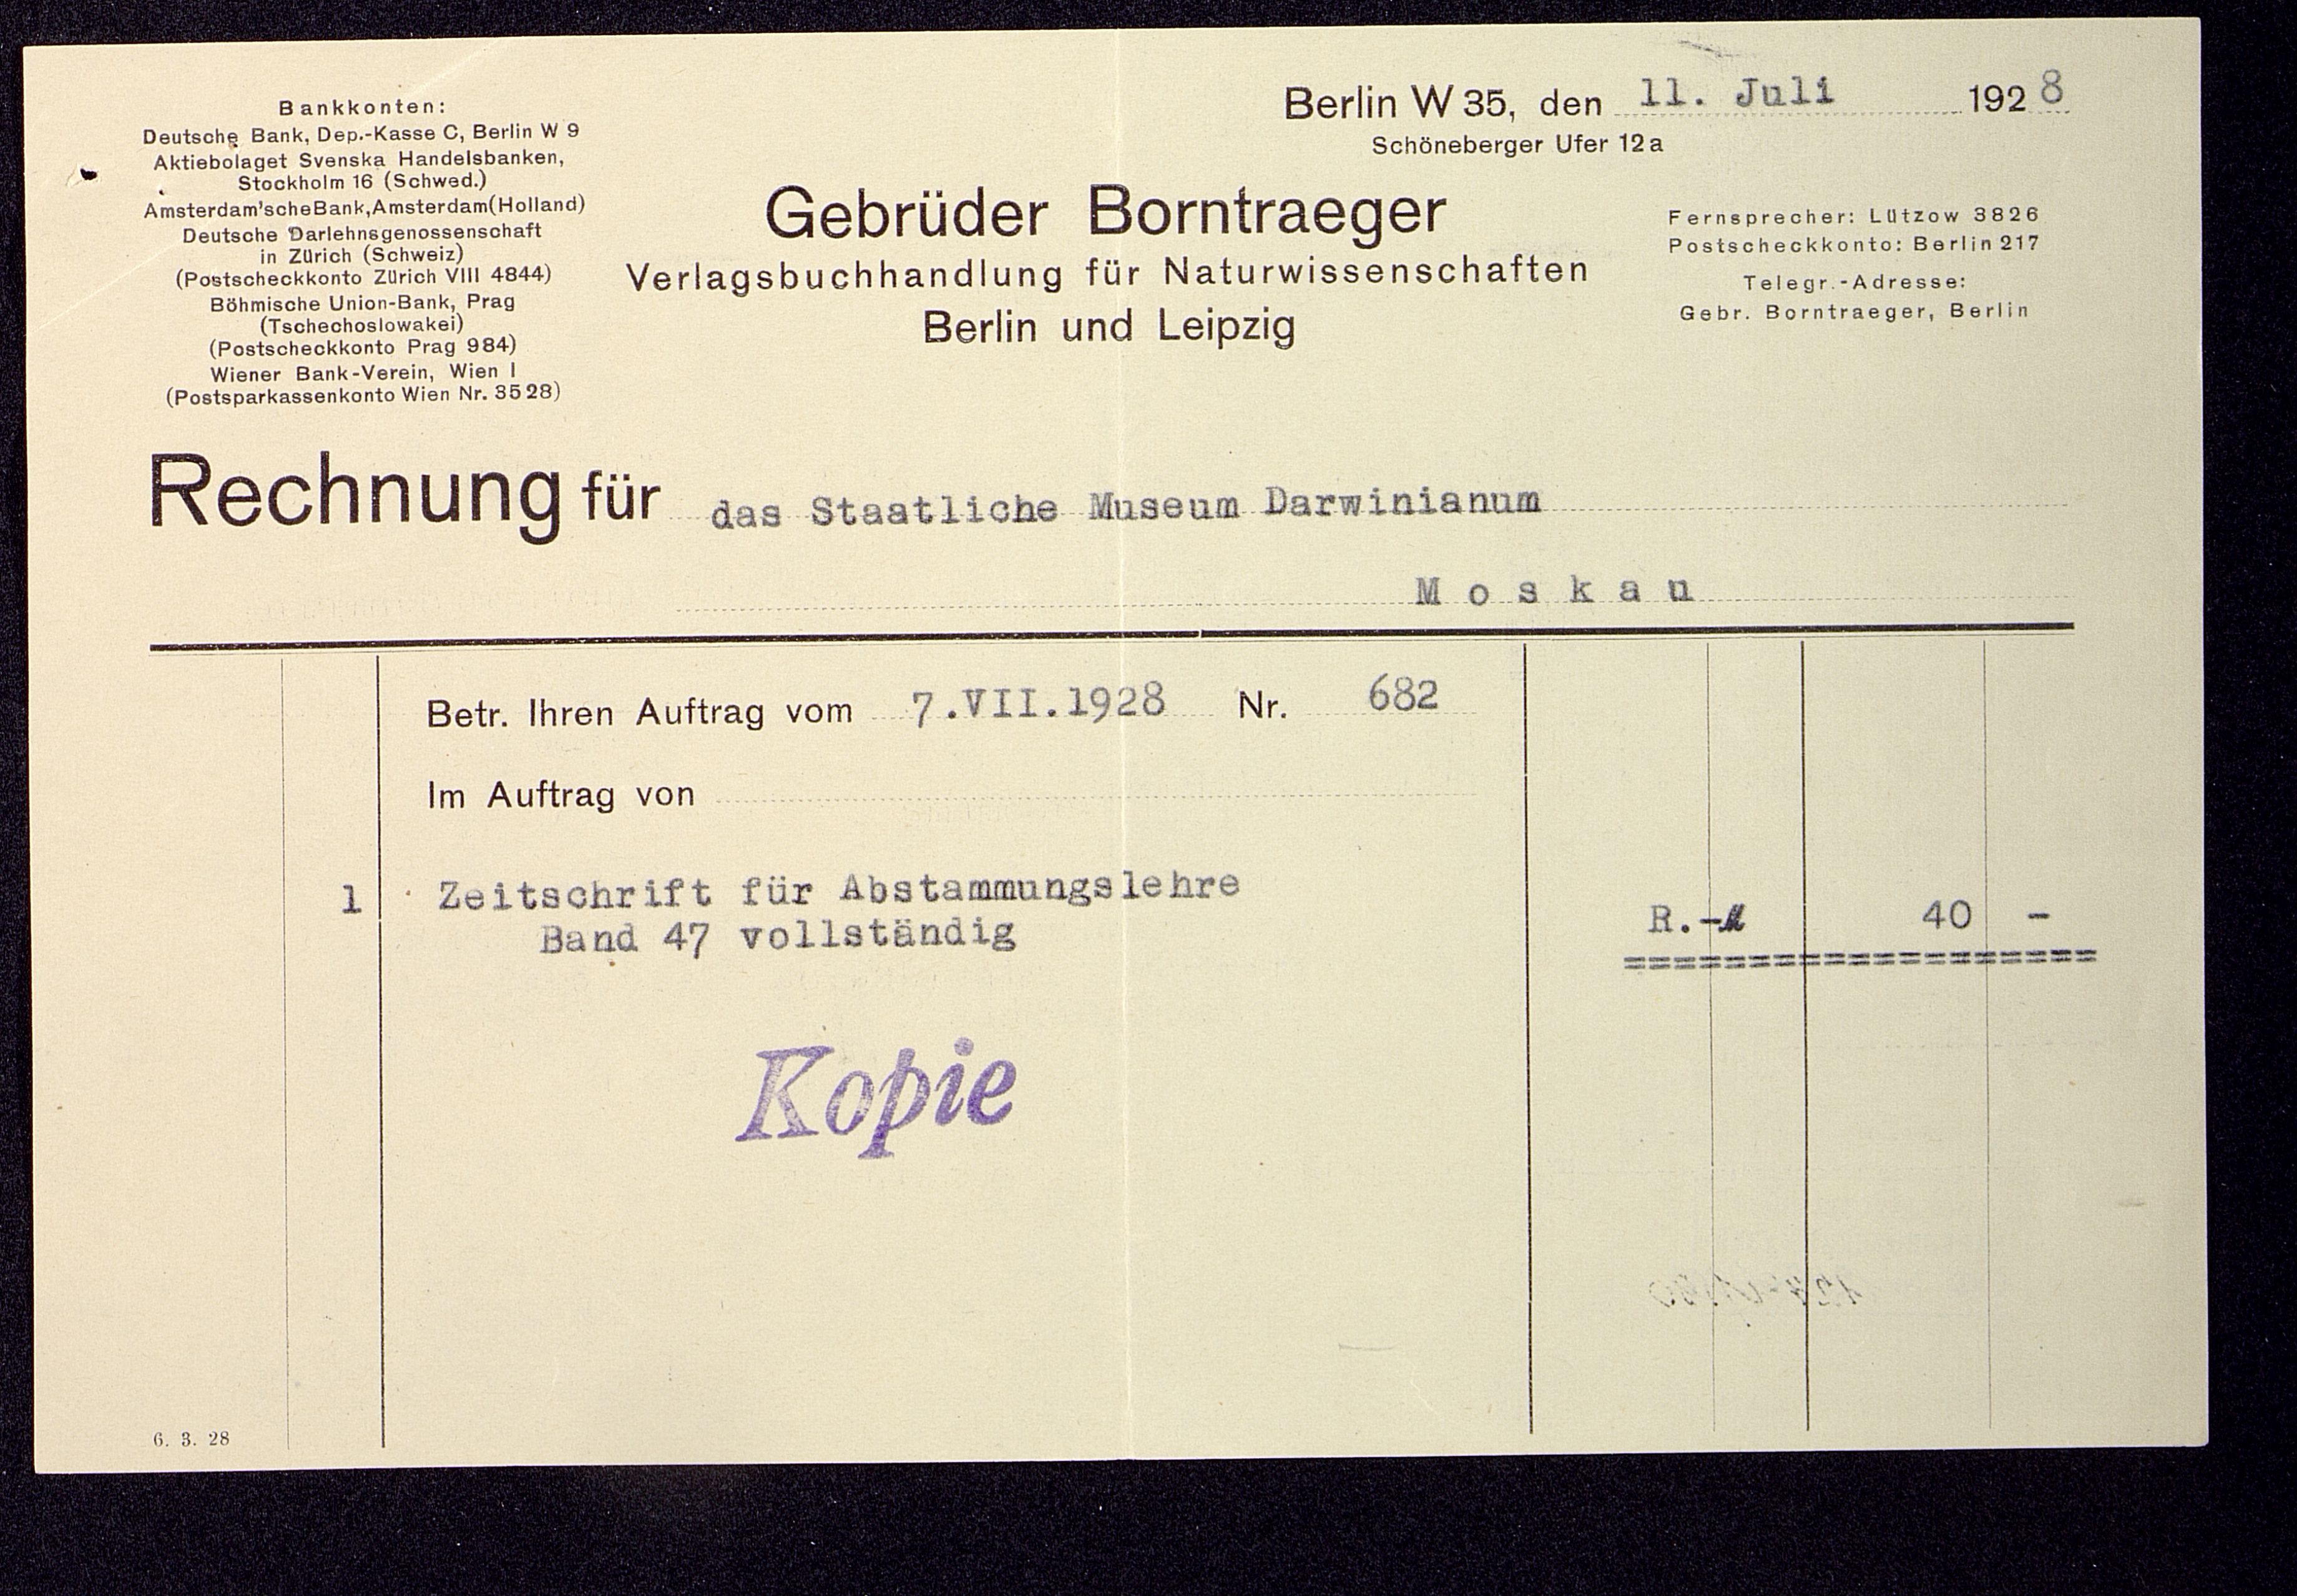 Bankkonten:
Deutsche Bank, Dep.-Kasse C, Berlin W 9
Aktiebolaget Svenska Handelsbanken,
Stockholm 16 (Schwed.)
Amsterdam'sche Bank, Amsterdam (Holland)
Deutsche Darlehnsgenossenschaft
in Zürich (Schweiz)
(Postscheckkonto Zürich VIII 4844)
Böhmische Union-Bank, Prag
(Tschechoslowakei)
(Postscheckkonto Prag 984)
Wiener Bank-Verein, Wien I
(Postsparkassenkonto Wien Nr. 3528)
Berlin W 35, den 11. Juli 1928
Schöneberger Ufer 12a
Gebrüder Borntraeger
Verlagsbuchhandlung für Naturwissenschaften
Berlin und Leipzig
Fernsprecher: Lützow 3826
Postscheckkonto: Berlin 217
Telegr.-Adresse:
Gebr. Borntraeger, Berlin
Rechnung für das Staatliche Museum Darwinianum
Moskau
Betr. Ihren Auftrag vom 7.VII.1928 Nr. 682
Im Auftrag von
1 Zeitschrift für Abstammungslehre
Band 47 vollständig R.-M 40 -
Kopie
6. 3. 28